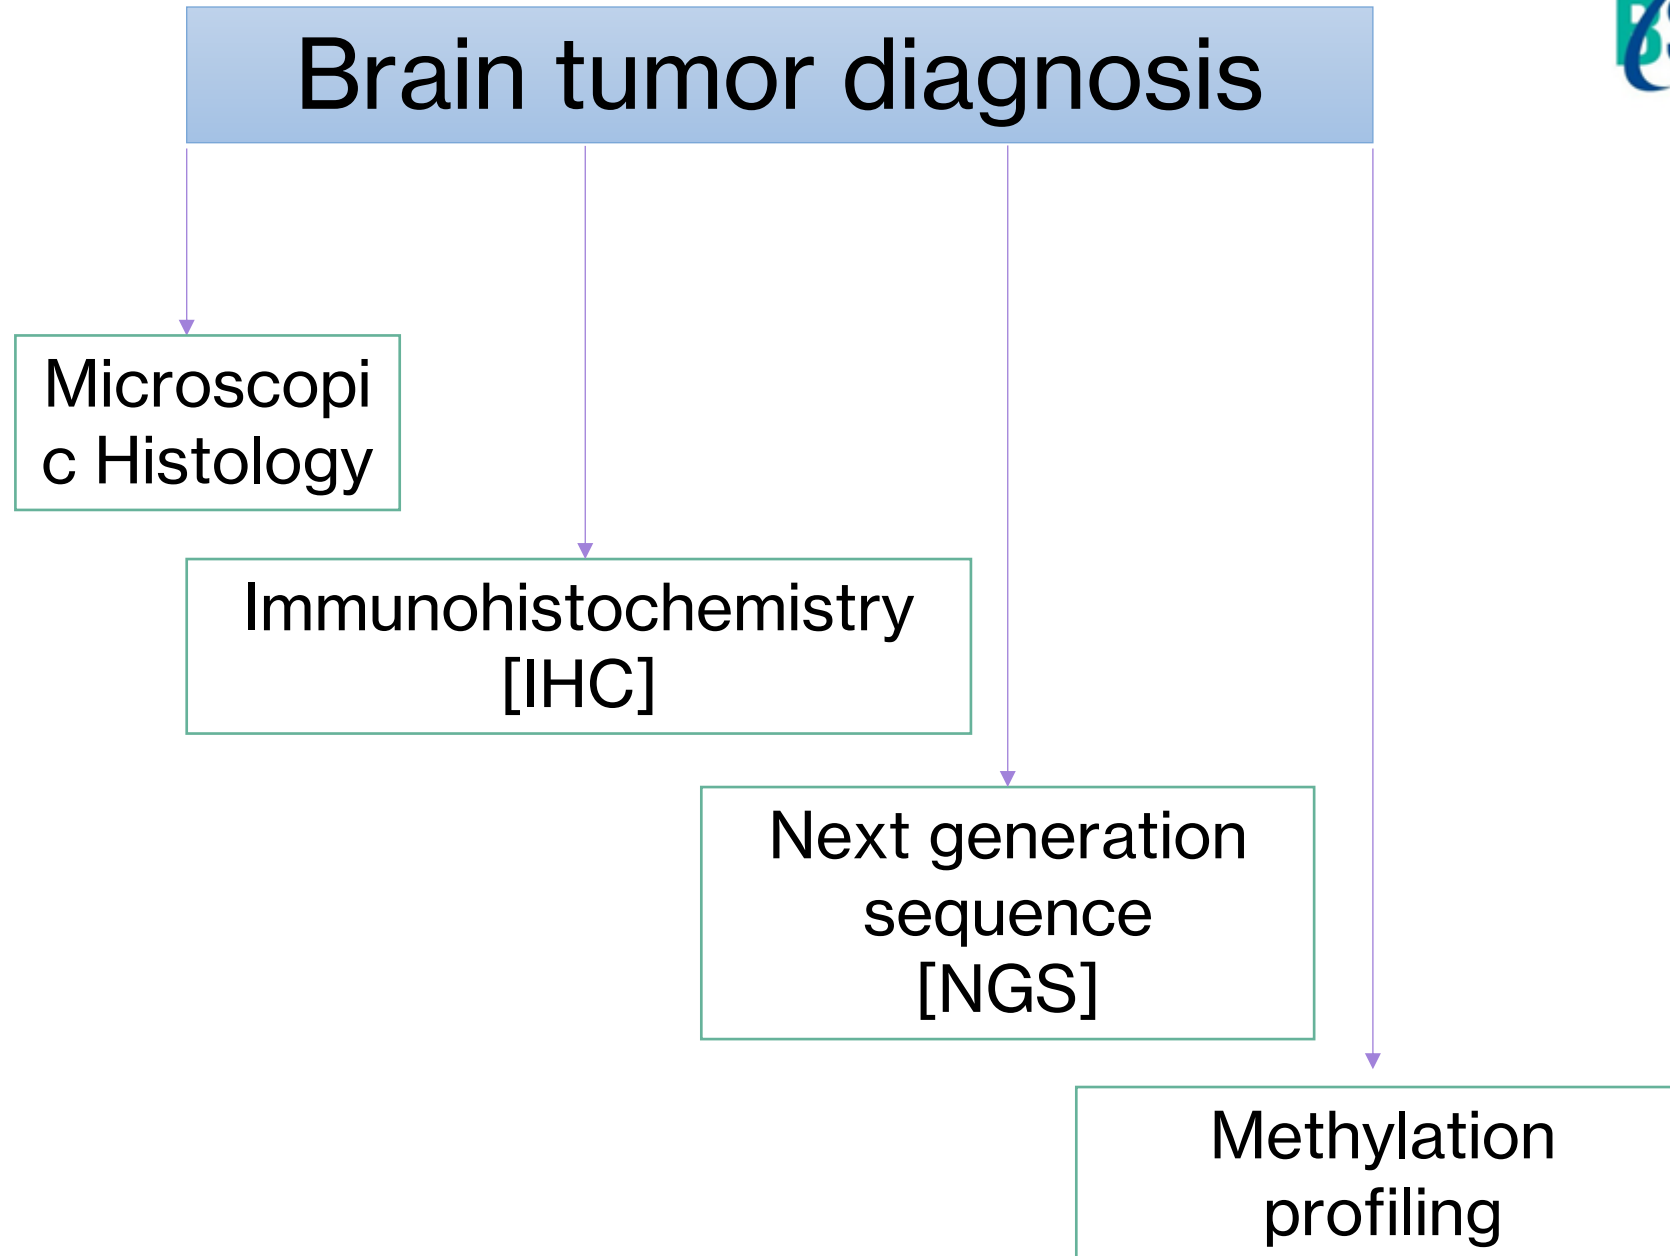 Brain tumor diagnosis
Microscopi
c Histology
Immunohistochemistry
[IHC]
Next generation
sequence
[NGS]
Methylation
profiling